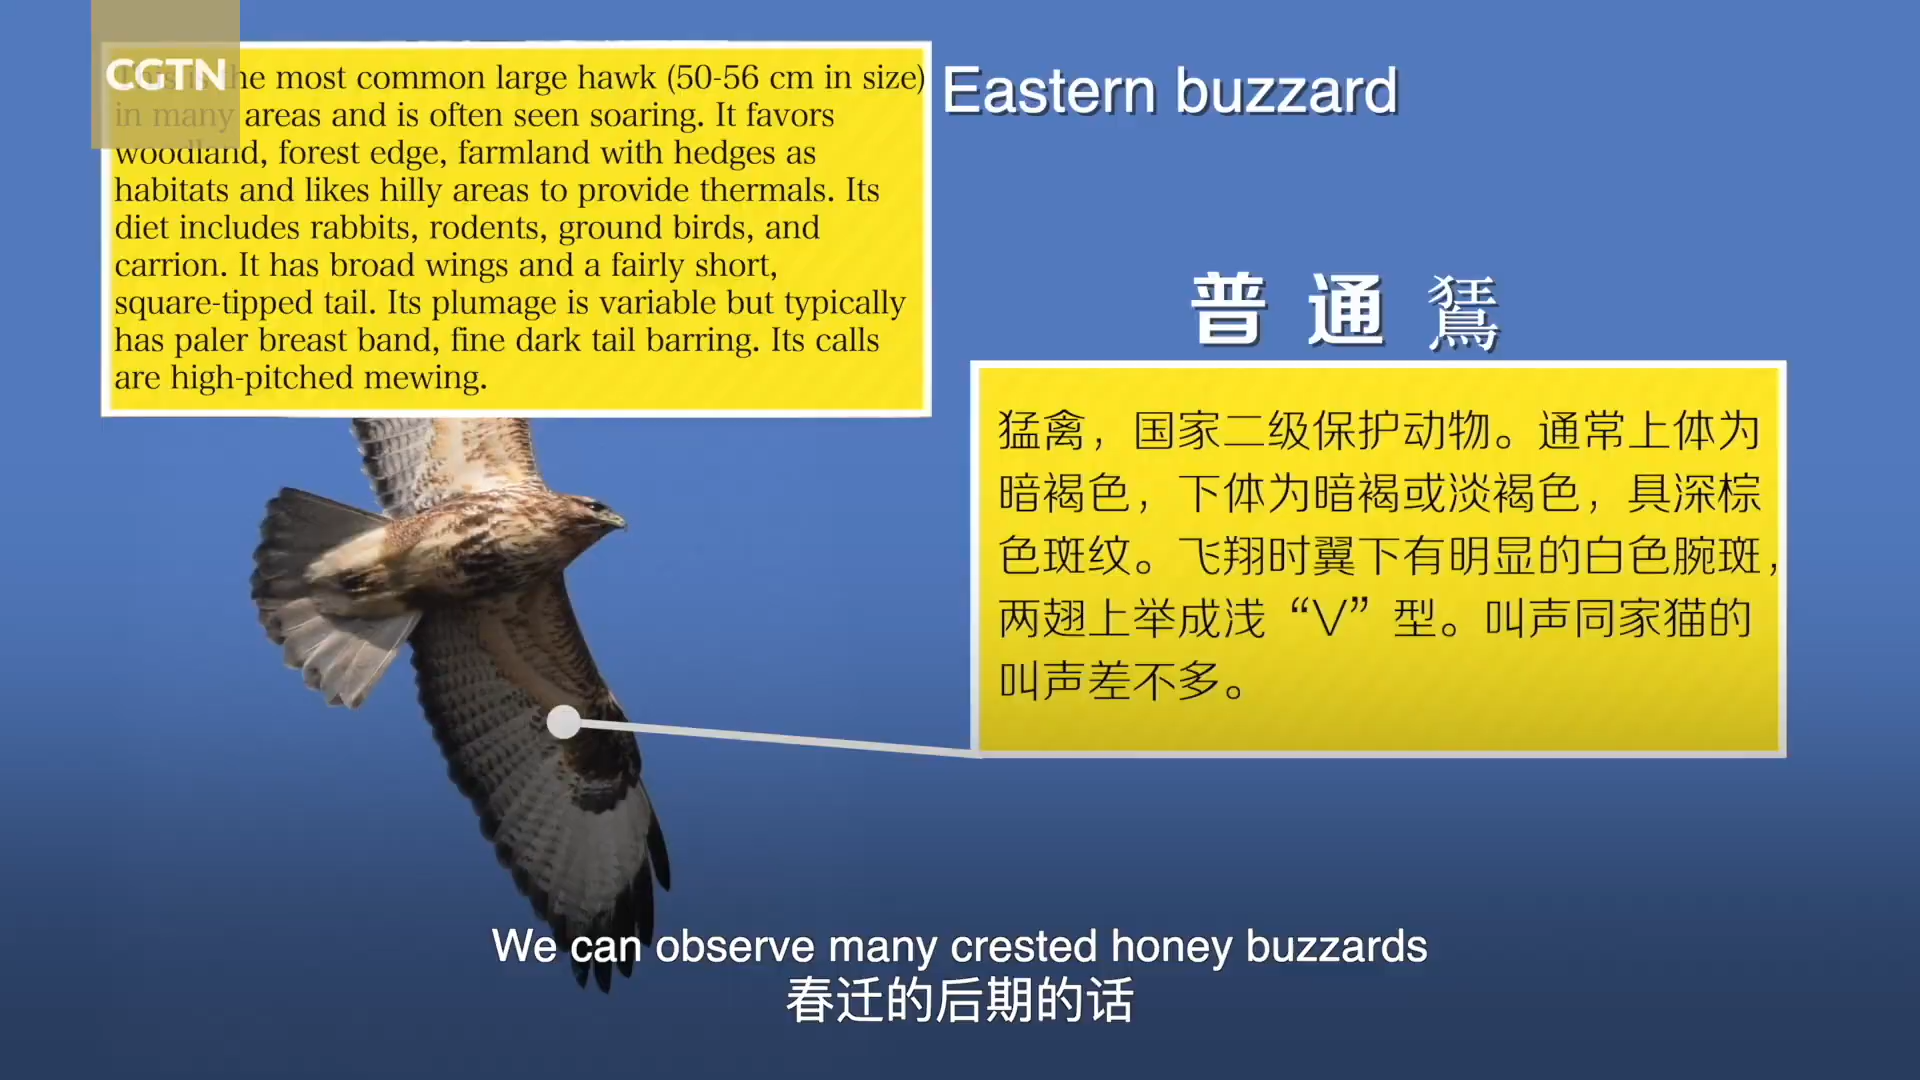 CGTN
This is the most common large hawk (50-56 cm in size)
in many areas and is often seen soaring. It favors
woodland, forest edge, farmland with hedges as
habitats and likes hilly areas to provide thermals. Its
diet includes rabbits, rodents, ground birds, and
carrion. It has broad wings and a fairly short,
square-tipped tail. Its plumage is variable but typically
has paler breast band, fine dark tail barring. Its calls
are high-pitched mewing.
Eastern buzzard
普通鵟
猛禽，国家二级保护动物。通常上体为
暗褐色，下体为暗褐或淡褐色，具深棕
色斑纹。飞翔时翼下有明显的白色腕斑，
两翅上举成浅“V”型。叫声同家猫的
叫声差不多。
We can observe many crested honey buzzards
春迁的后期的话